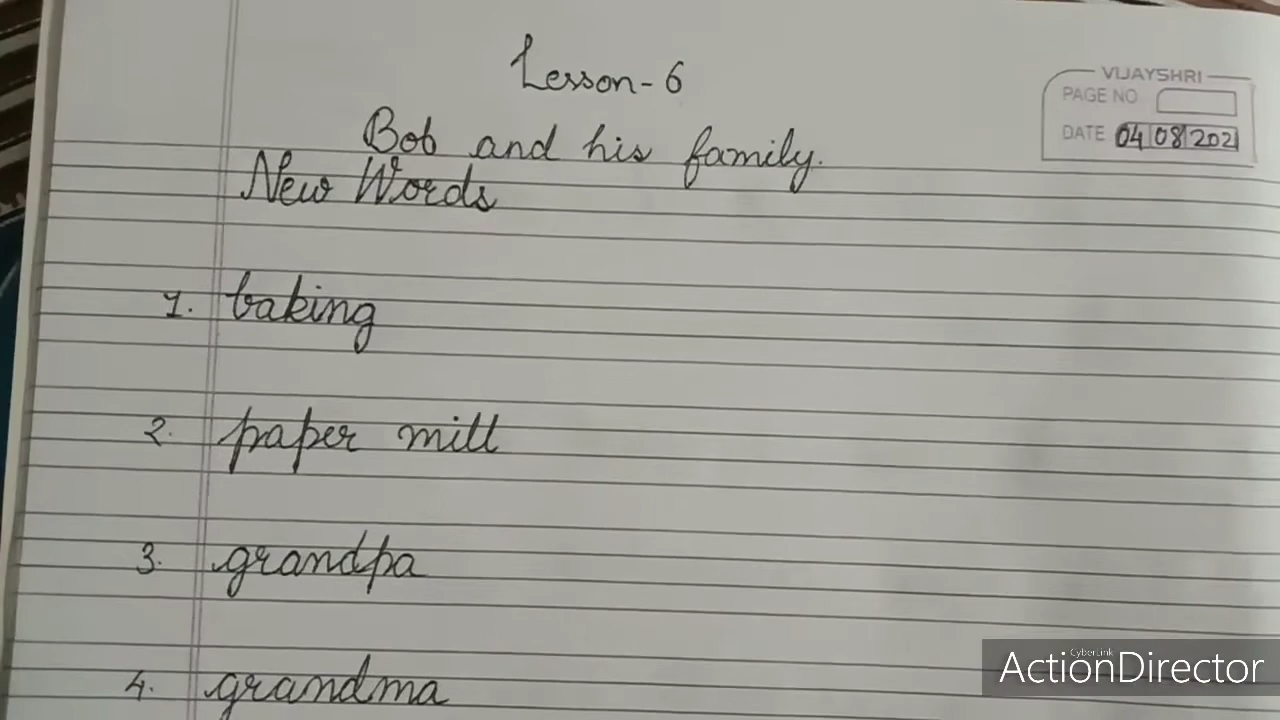 Lesson-6
VIJAYSHRI
PAGE NO
DATE 04 08 2021
Bob and his family.
New Words
1. baking
2. paper mill
3. grandpa
4. grandma
CyberLink
ActionDirector